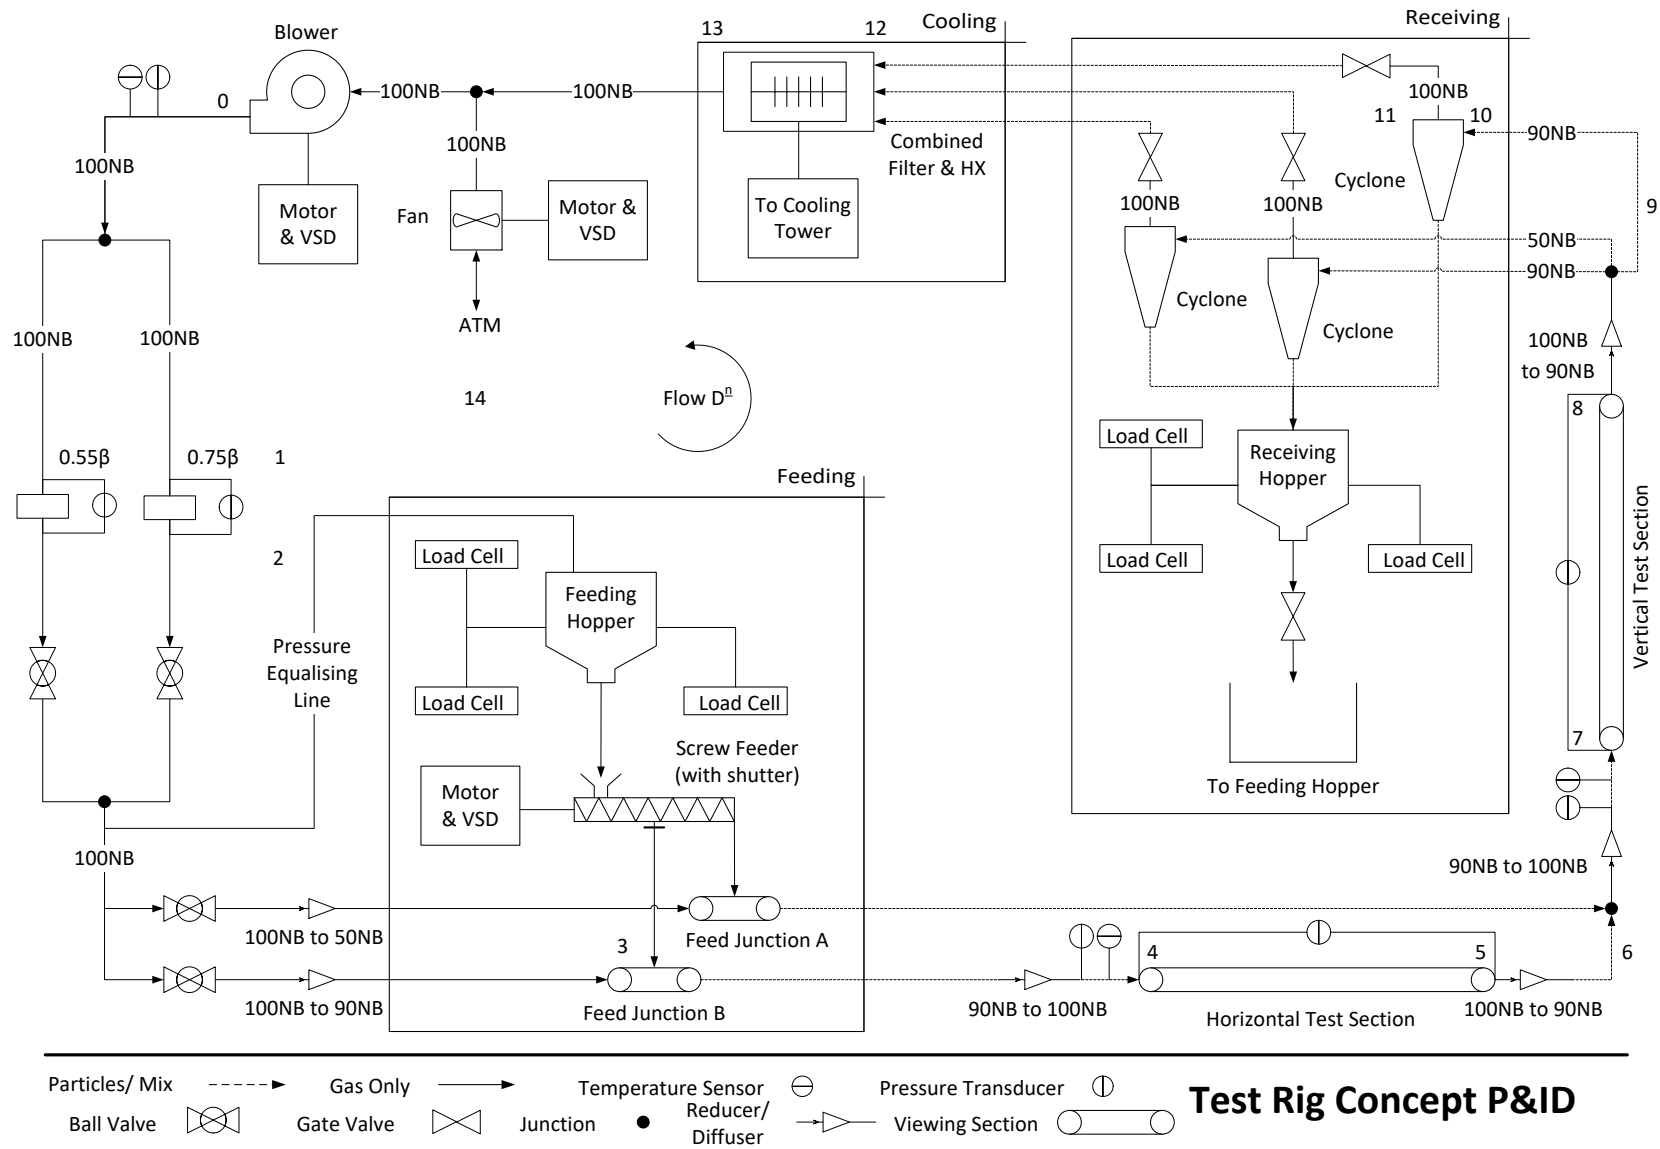 13
12
Cooling
Receiving
Blower
0
100NB
100NB
100NB
11
10
90NB
100NB
Combined
Filter & HX
100NB
Cyclone
Motor
& VSD
Fan
Motor &
VSD
To Cooling
Tower
100NB
100NB
9
50NB
90NB
Cyclone
Cyclone
ATM
100NB
100NB
100NB
to 90NB
14
Flow Dⁿ
8
0.55β
0.75β
1
Load Cell
Receiving
Hopper
Feeding
2
Load Cell
Load Cell
Load Cell
Feeding
Hopper
Vertical Test Section
Pressure
Equalising
Line
Load Cell
Load Cell
7
Screw Feeder
(with shutter)
To Feeding Hopper
Motor
& VSD
100NB
90NB to 100NB
100NB to 50NB
Feed Junction A
3
4
5
6
100NB to 90NB
Feed Junction B
90NB to 100NB
Horizontal Test Section
100NB to 90NB
Particles/ Mix
Gas Only
Temperature Sensor
Pressure Transducer
Test Rig Concept P&ID
Ball Valve
Gate Valve
Junction
Reducer/
Diffuser
Viewing Section